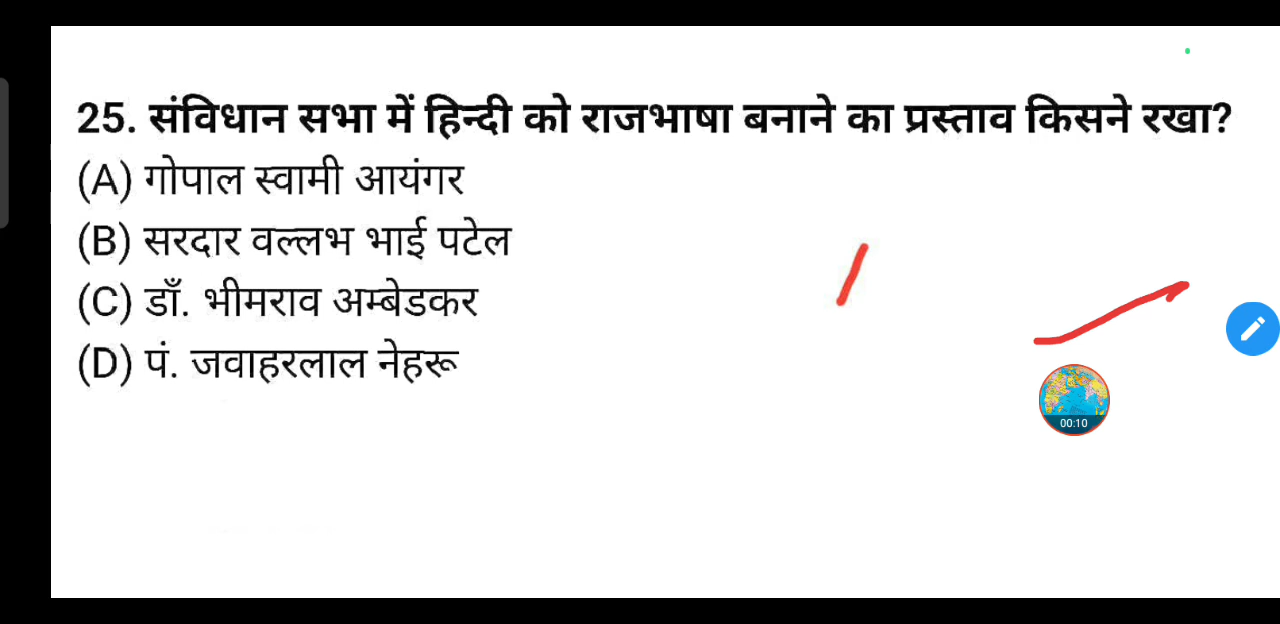 25. संविधान सभा में हिन्दी को राजभाषा बनाने का प्रस्ताव किसने रखा?
(A) गोपाल स्वामी आयंगर
(B) सरदार वल्लभ भाई पटेल
(C) डाॅं. भीमराव अम्बेडकर
(D) पं. जवाहरलाल नेहरू
00:10